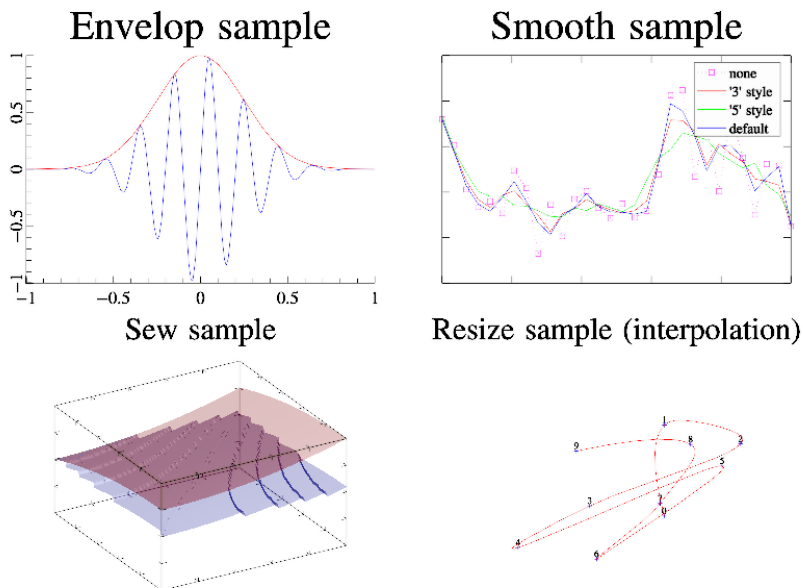 Envelop sample
Smooth sample
1
0.5
0
−0.5
−1
−1
−0.5
0
0.5
1
none
'3' style
'5' style
default
Sew sample
Resize sample (interpolation)
1
9
8
2
5
3
7
0
4
6